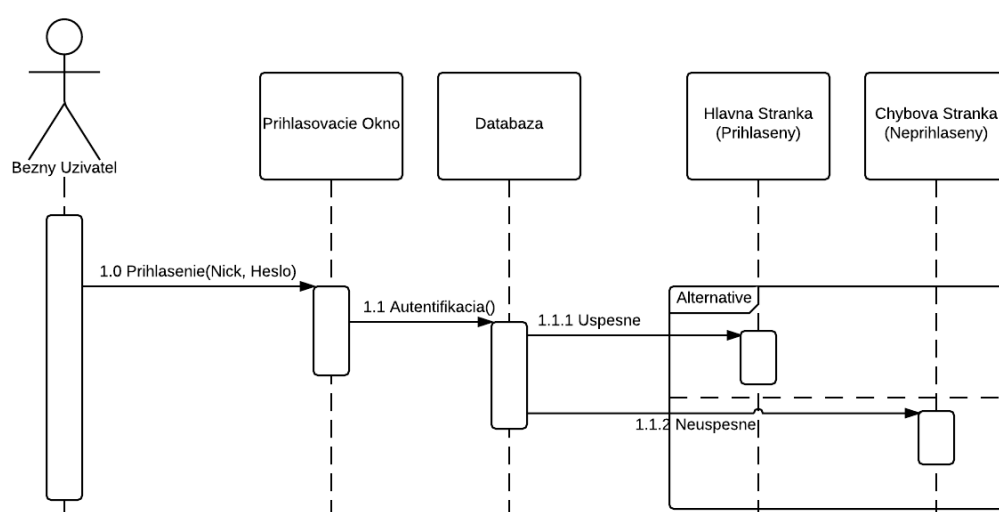 Bezny Uzivatel
Prihlasovacie Okno
Databaza
Hlavna Stranka
(Prihlaseny)
Chybova Stranka
(Neprihlaseny)
1.0 Prihlasenie(Nick, Heslo)
1.1 Autentifikacia()
Alternative
1.1.1 Uspesne
1.1.2 Neuspesne